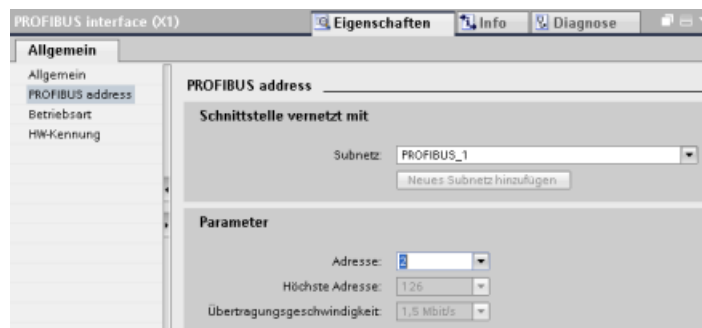 PROFIBUS interface (X1)
Eigenschaften
Info
Diagnose
Allgemein
Allgemein
PROFIBUS address
Betriebsart
HW-Kennung
PROFIBUS address
Schnittstelle vernetzt mit
Subnetz: PROFIBUS_1
Neues Subnetz hinzufügen
Parameter
Adresse: 2
Höchste Adresse: 126
Übertragungsgeschwindigkeit: 1,5 Mbit/s